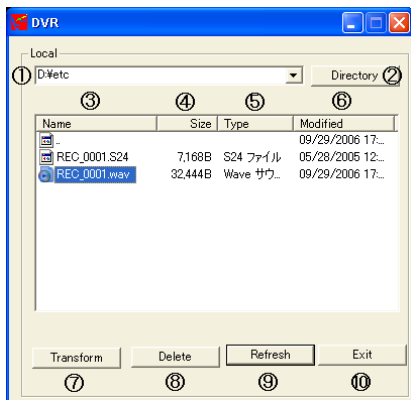 DVR
Local
① D:¥etc Directory ②
③ ④ ⑤ ⑥
Name Size Type Modified
.. 09/29/2006 17:...
REC_0001.S24 7,168B S24 ファイル 05/28/2005 12:...
REC_0001.wav 32,444B Wave サウ... 09/29/2006 17:...
Transform Delete Refresh Exit
⑦ ⑧ ⑨ ⑩